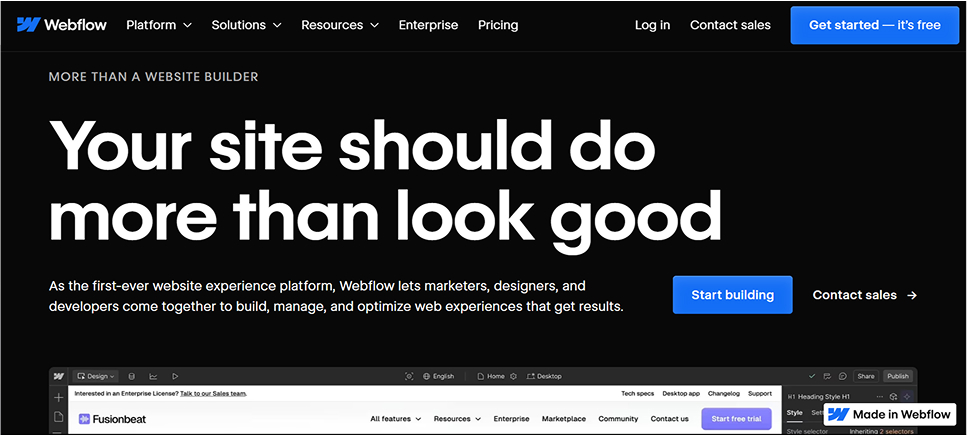 Webflow Platform Solutions Resources Enterprise Pricing Log in Contact sales Get started — it's free
MORE THAN A WEBSITE BUILDER
Your site should do
more than look good
As the first-ever website experience platform, Webflow lets marketers, designers, and
developers come together to build, manage, and optimize web experiences that get results.
Start building Contact sales →
Design English Home Desktop Share Publish
Interested in an Enterprise License? Talk to our Sales team. Tech specs Desktop app Changelog Support
H1 Heading Style H1
Fusionbeat All features Resources Enterprise Marketplace Community Contact us Start free trial
Style
Made in Webflow
Style selector Inheriting 2 selectors